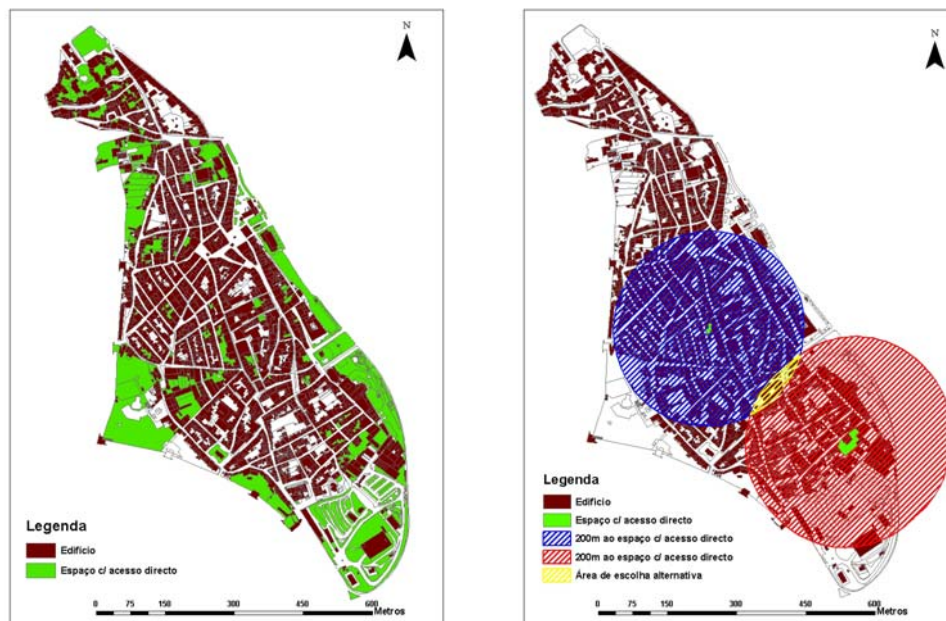 N
Legenda
Edifício
Espaço c/ acesso directo
0 75 150 300 450 600 Metros
N
Legenda
Edifício
Espaço c/ acesso directo
200m ao espaço c/ acesso directo
200m ao espaço c/ acesso directo
Área de escolha alternativa
0 75 150 300 450 600 Metros